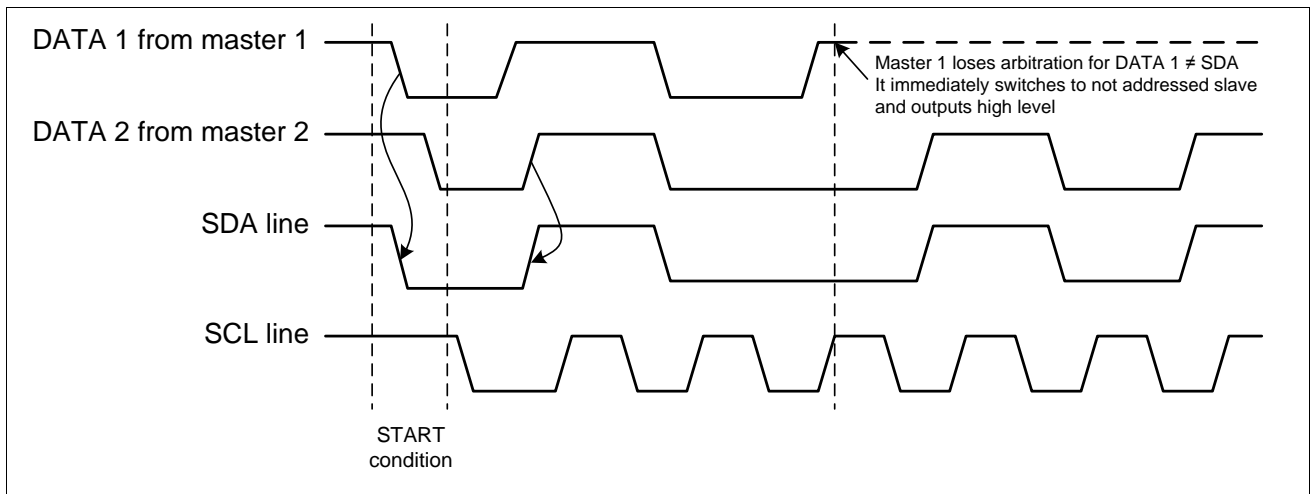 DATA 1 from master 1
Master 1 loses arbitration for DATA 1 ≠ SDA
It immediately switches to not addressed slave
and outputs high level
DATA 2 from master 2
SDA line
SCL line
START
condition